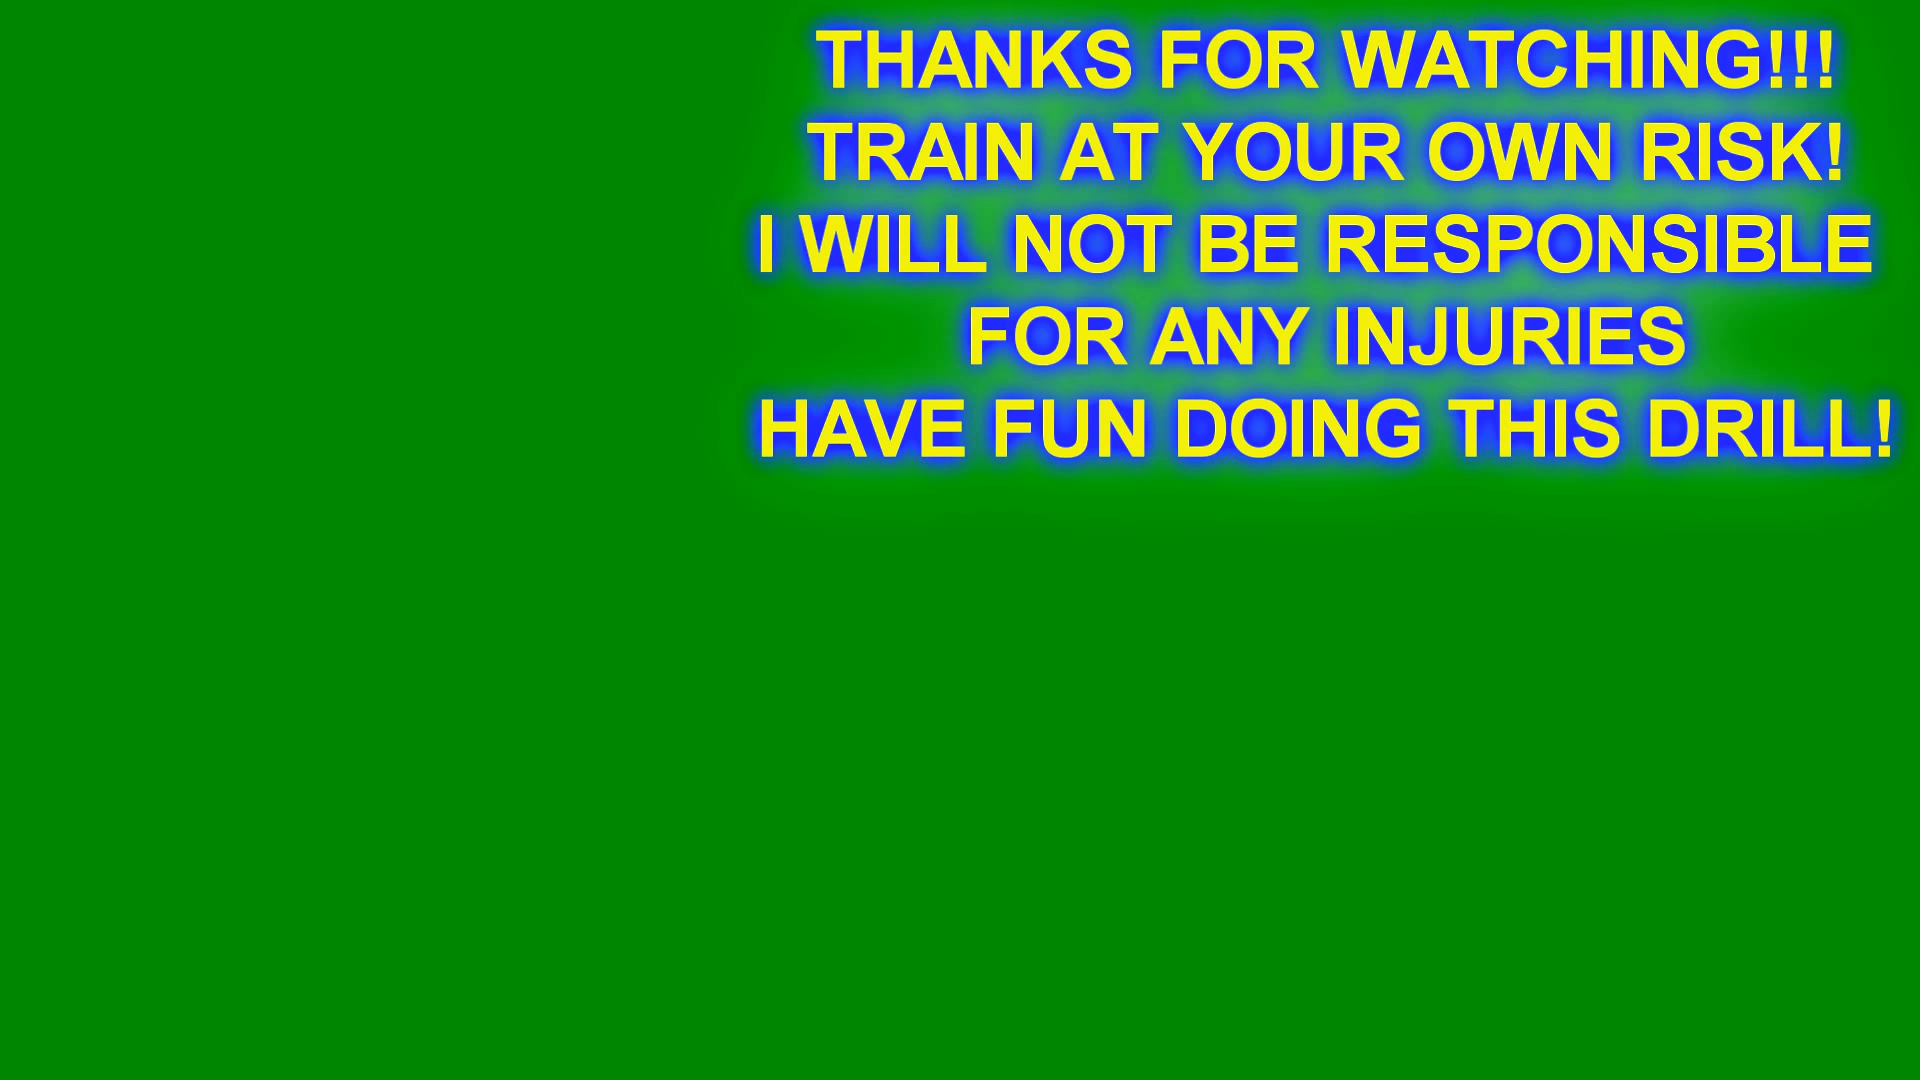 THANKS FOR WATCHING!!!
TRAIN AT YOUR OWN RISK!
I WILL NOT BE RESPONSIBLE
FOR ANY INJURIES
HAVE FUN DOING THIS DRILL!